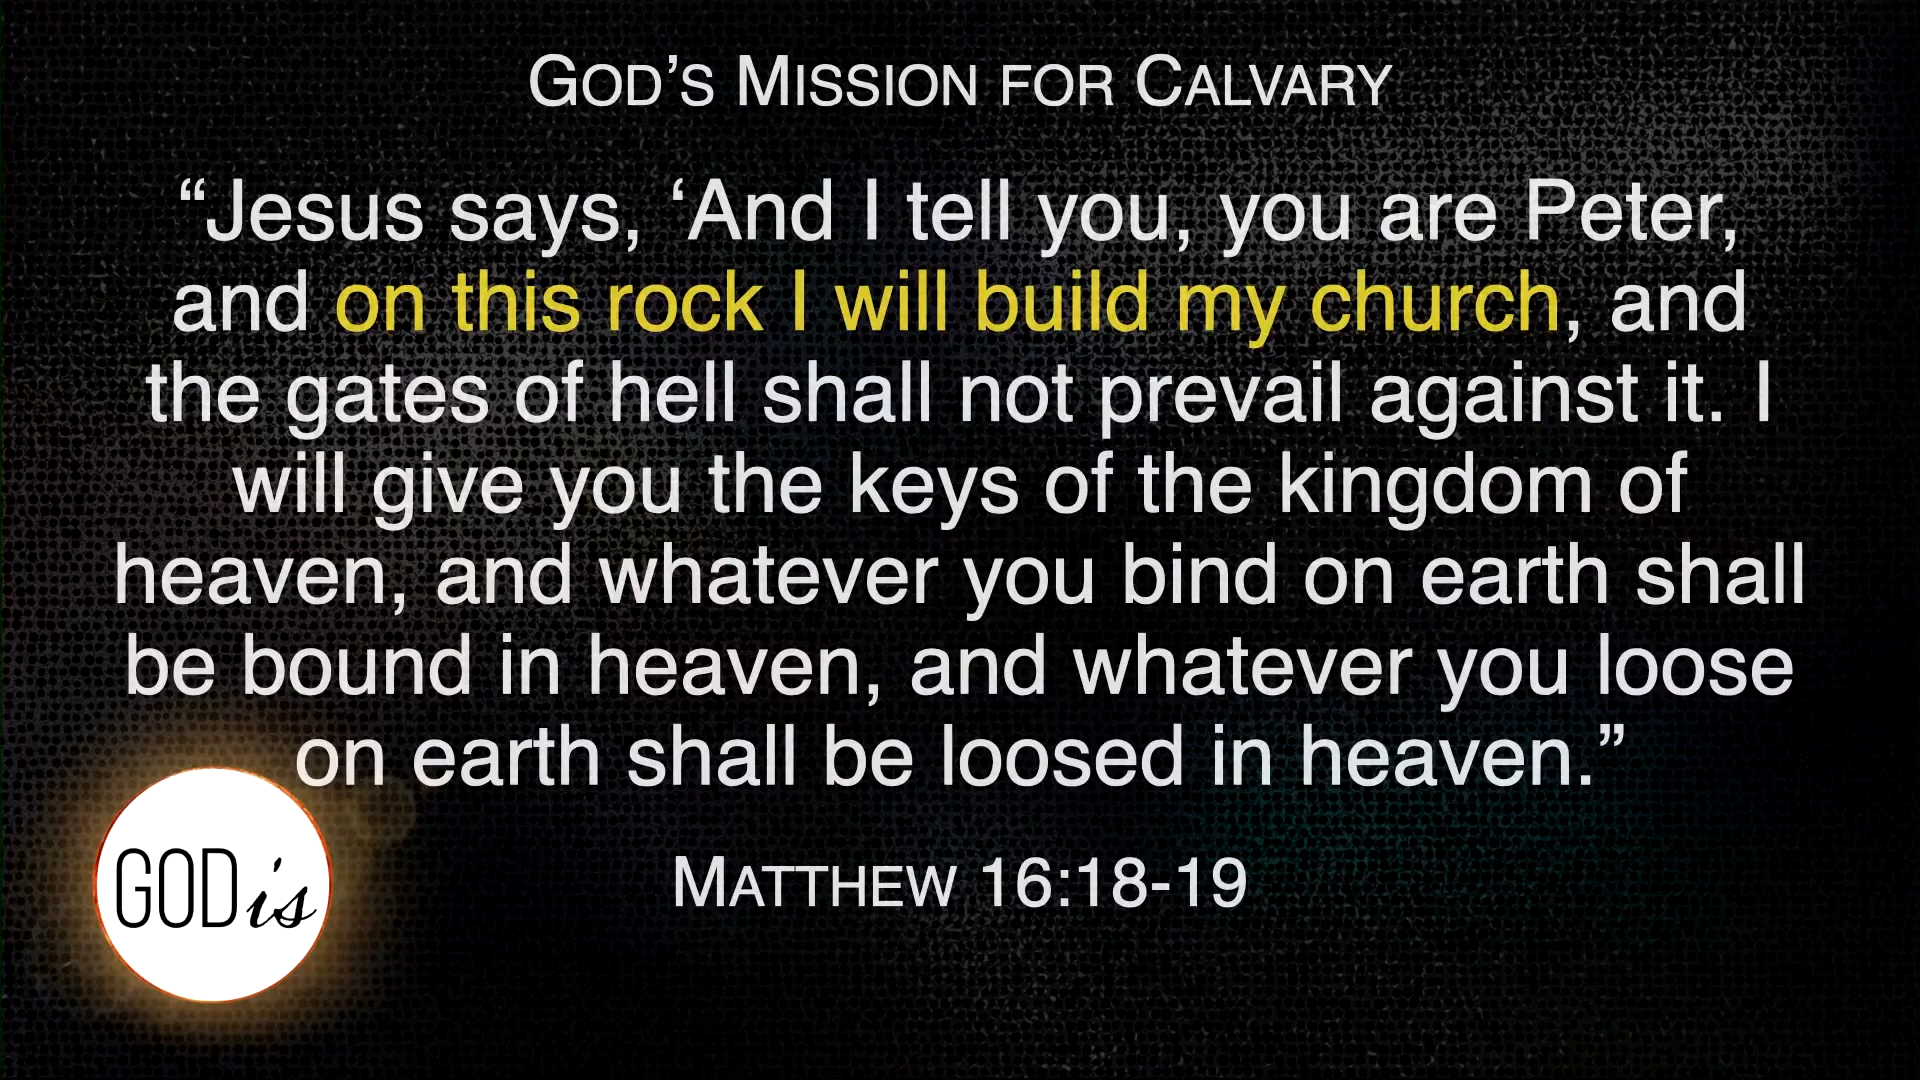 GOD’S MISSION FOR CALVARY
“Jesus says, ‘And I tell you, you are Peter,
and on this rock I will build my church, and
the gates of hell shall not prevail against it. I
will give you the keys of the kingdom of
heaven, and whatever you bind on earth shall
be bound in heaven, and whatever you loose
on earth shall be loosed in heaven.”
MATTHEW 16:18-19
GOD is